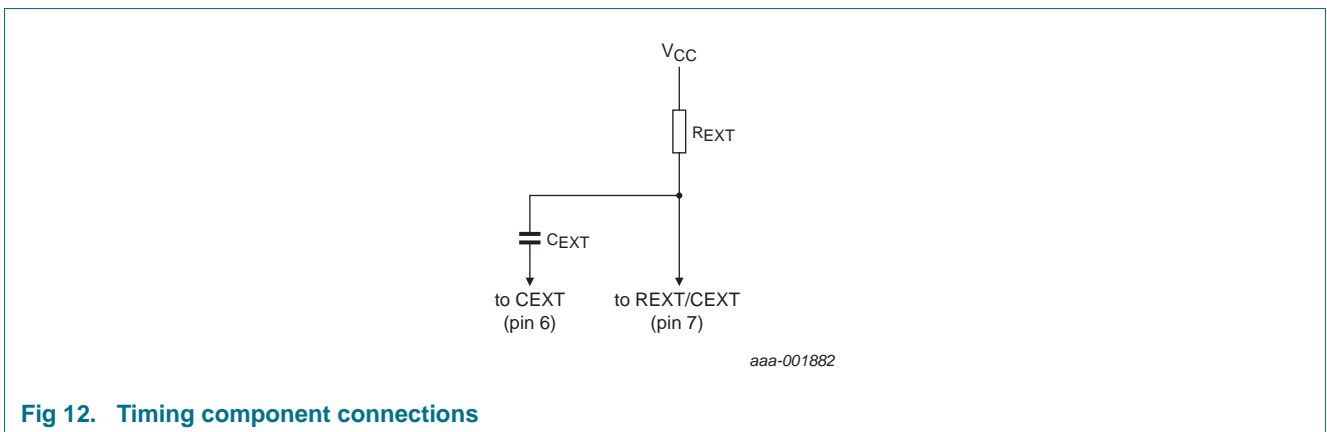 VCC
REXT
CEXT
to CEXT
(pin 6)
to REXT/CEXT
(pin 7)
aaa-001882
Fig 12. Timing component connections